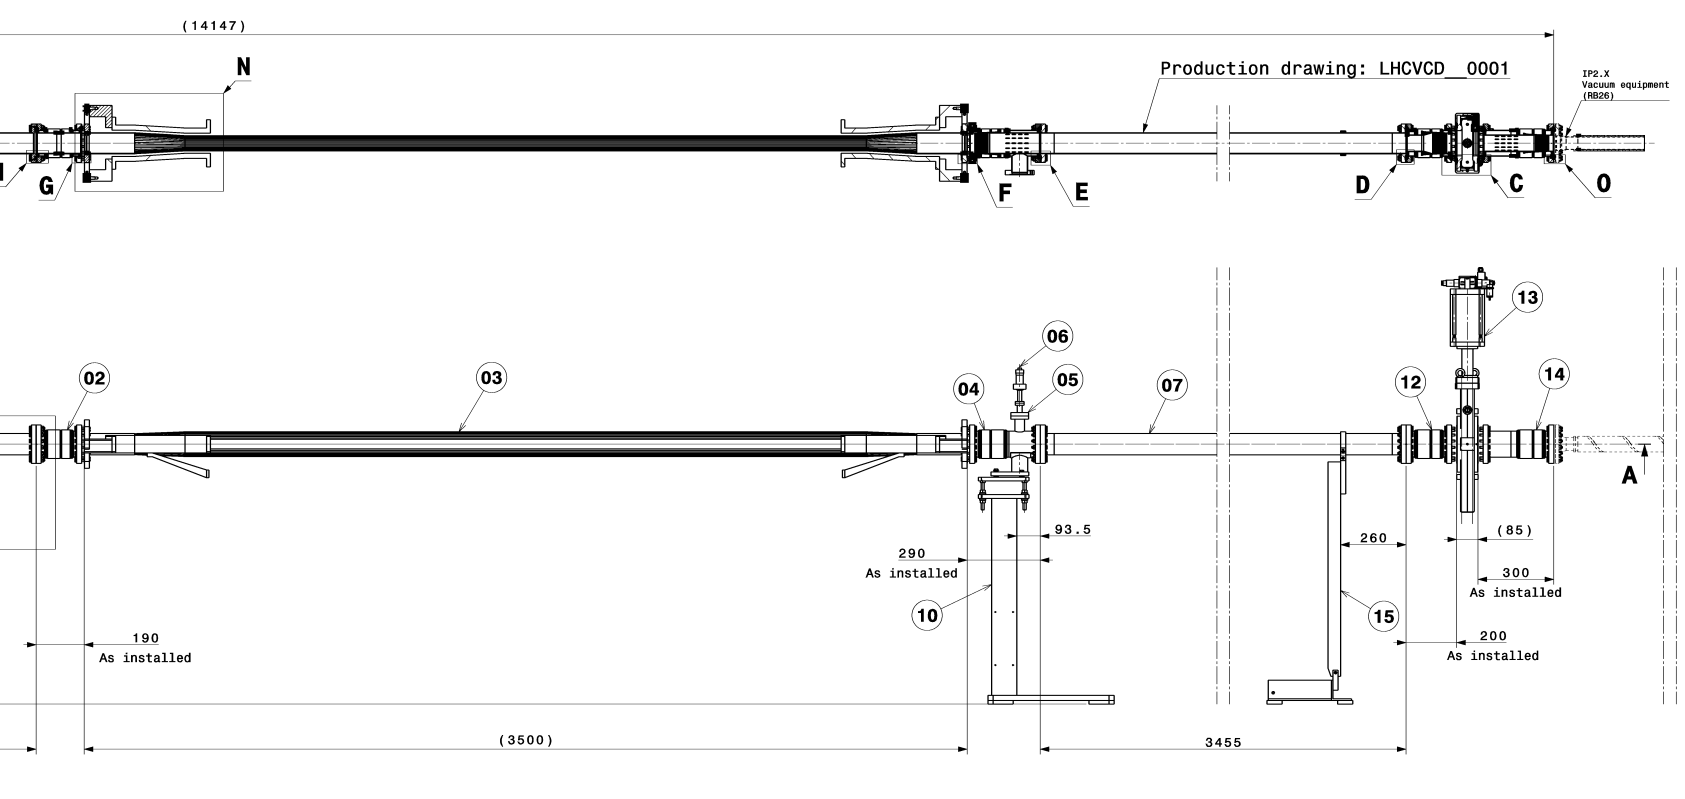 (14147)
N
Production drawing: LHCVCD__0001
IP2.X
Vacuum equipment
(RB26)
G
F
E
D
C
O
13
06
02
03
04
05
07
12
14
A
93.5
(85)
260
290
As installed
300
As installed
10
15
190
As installed
200
As installed
(3500)
3455